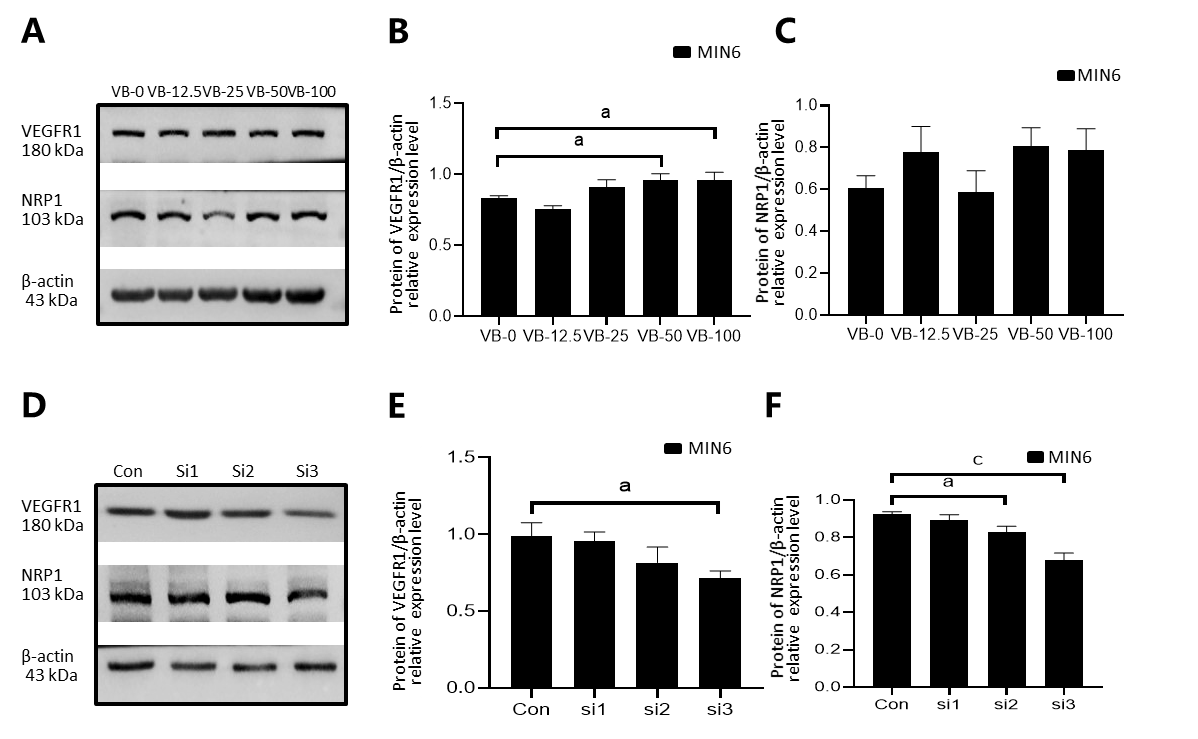 A
VB-0 VB-12.5VB-25 VB-50VB-100
VEGFR1
180 kDa
NRP1
103 kDa
β-actin
43 kDa
B
MIN6
Protein of VEGFR1/β-actin
relative expression level
1.5
1.0
0.5
0.0
a
a
VB-0 VB-12.5 VB-25 VB-50 VB-100
C
MIN6
Protein of NRP1/β-actin
relative expression level
1.0
0.8
0.6
0.4
0.2
0.0
VB-0 VB-12.5 VB-25 VB-50 VB-100
D
Con Si1 Si2 Si3
VEGFR1
180 kDa
NRP1
103 kDa
β-actin
43 kDa
E
MIN6
Protein of VEGFR1/β-actin
relative expression level
1.5
1.0
0.5
0.0
a
Con si1 si2 si3
F
MIN6
Protein of NRP1/β-actin
relative expression level
1.0
0.8
0.6
0.4
0.2
0.0
c
a
Con si1 si2 si3